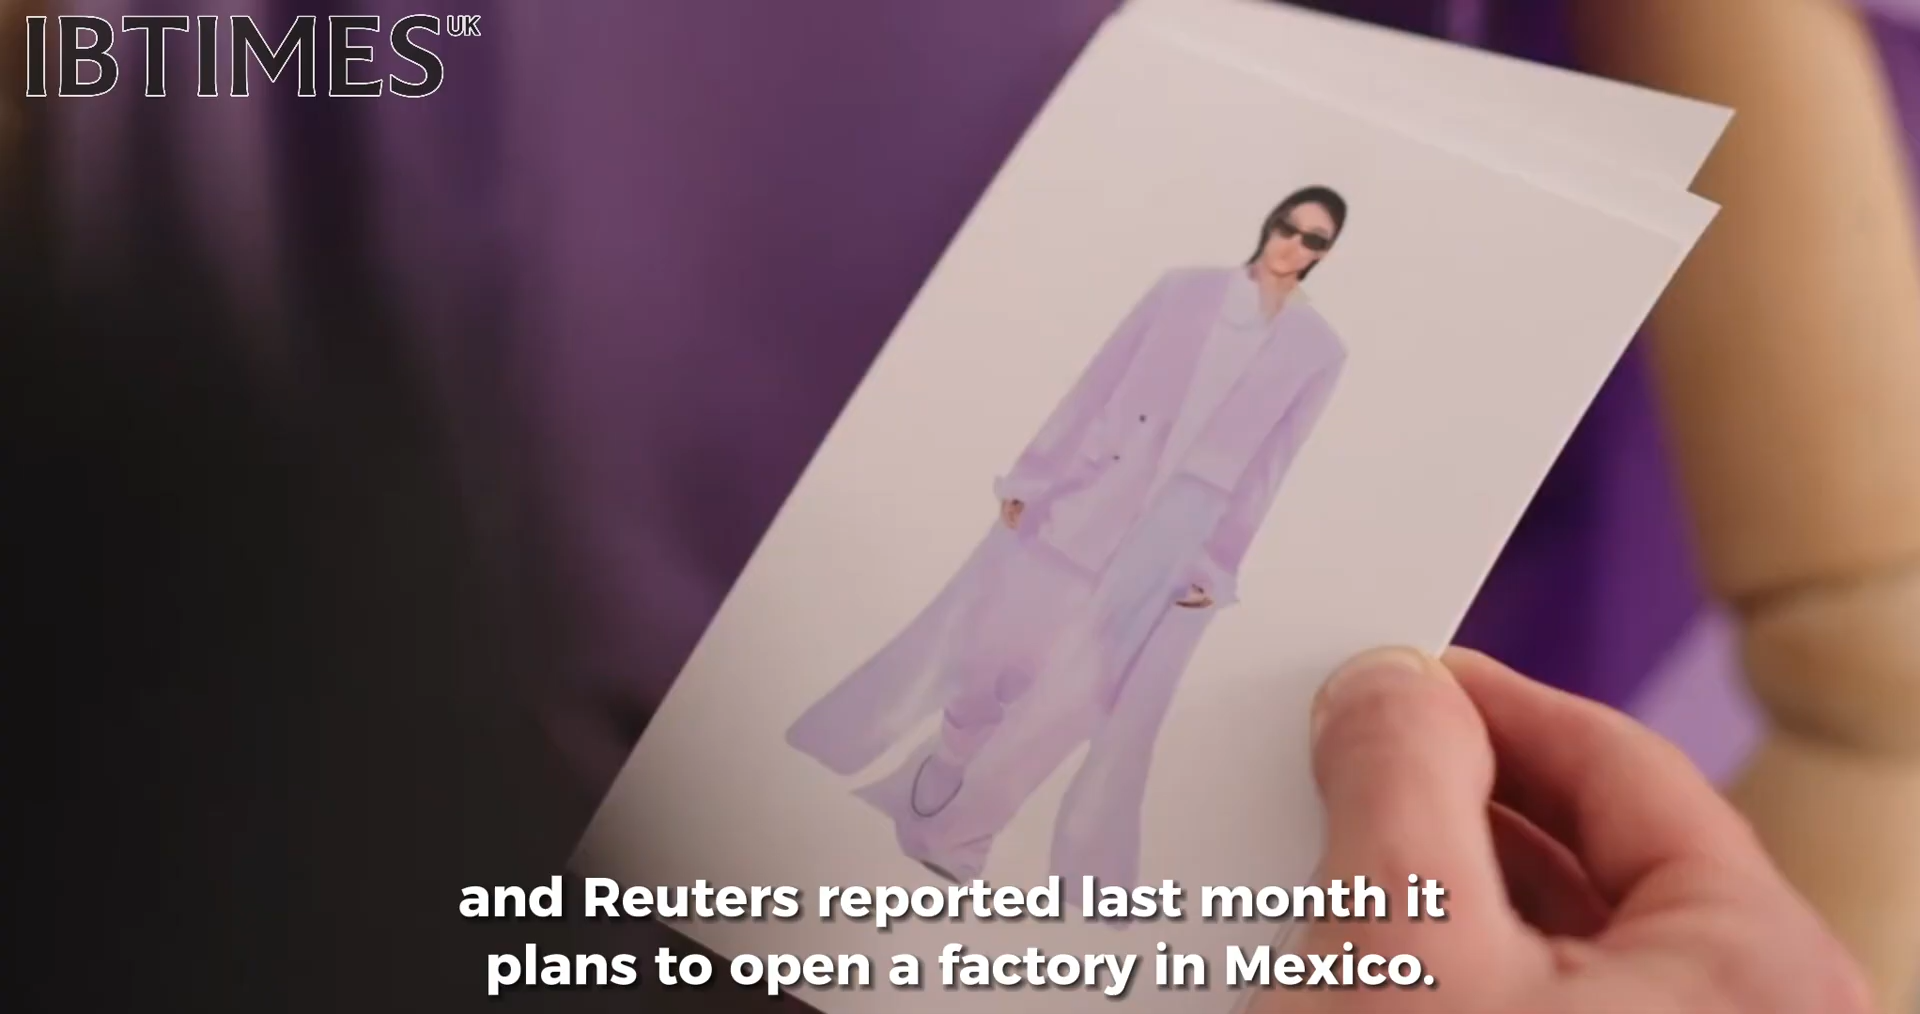 IBTIMES UK
and Reuters reported last month it
plans to open a factory in Mexico.